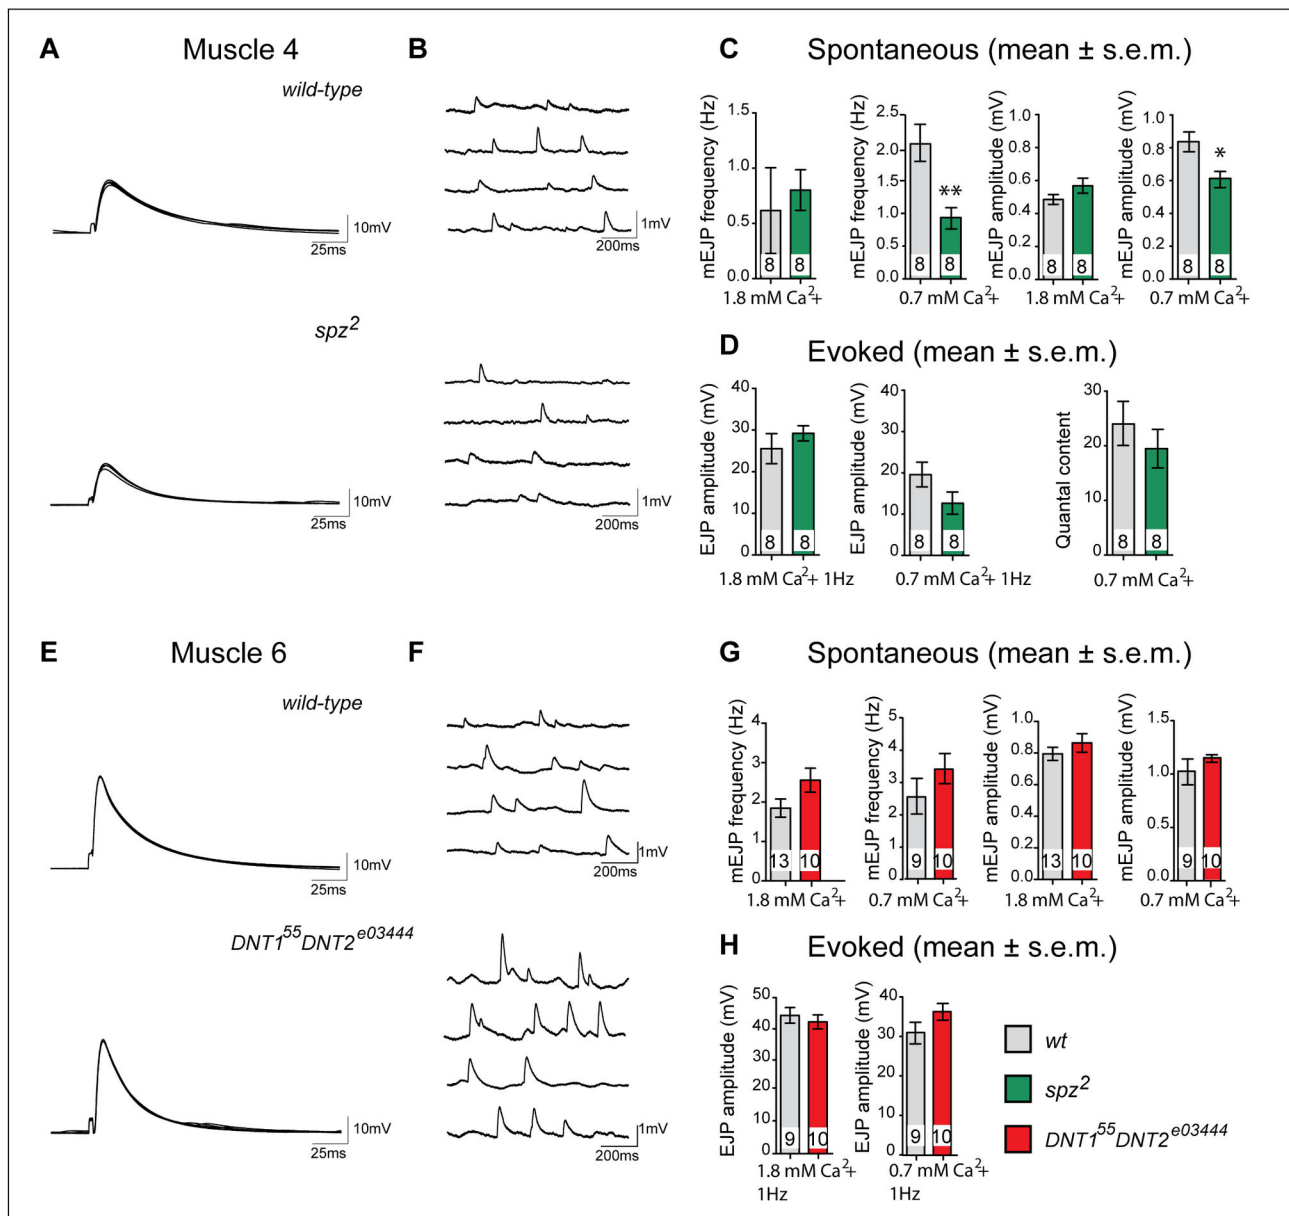 A Muscle 4
wild-type
10mV
25ms
spz²
10mV
25ms
B
1mV
200ms
1mV
200ms
C Spontaneous (mean ± s.e.m.)
mEJP frequency (Hz)
1.5
1.0
0.5
0.0
8 8
1.8 mM Ca²+
mEJP frequency (Hz)
2.5
2.0
1.5
1.0
0.5
0.0
**
8 8
0.7 mM Ca²+
mEJP amplitude (mV)
1.0
0.8
0.6
0.4
0.2
0.0
8 8
1.8 mM Ca²+
mEJP amplitude (mV)
1.0
0.8
0.6
0.4
0.2
0.0
*
8 8
0.7 mM Ca²+
D Evoked (mean ± s.e.m.)
EJP amplitude (mV)
40
30
20
10
0
8 8
1.8 mM Ca²+ 1Hz
EJP amplitude (mV)
40
30
20
10
0
8 8
0.7 mM Ca²+ 1Hz
Quantal content
30
20
10
0
8 8
0.7 mM Ca²+
E Muscle 6
wild-type
10mV
25ms
DNT1⁵⁵DNT2ᵉ⁰³⁴⁴⁴
10mV
25ms
F
1mV
200ms
1mV
200ms
G Spontaneous (mean ± s.e.m.)
mEJP frequency (Hz)
4
3
2
1
0
13 10
1.8 mM Ca²+
mEJP frequency (Hz)
5
4
3
2
1
0
9 10
0.7 mM Ca²+
mEJP amplitude (mV)
1.0
0.8
0.6
0.4
0.2
0.0
13 10
1.8 mM Ca²+
mEJP amplitude (mV)
1.5
1.0
0.5
0.0
9 10
0.7 mM Ca²+
H Evoked (mean ± s.e.m.)
EJP amplitude (mV)
50
40
30
20
10
0
9 10
1.8 mM Ca²+
1Hz
EJP amplitude (mV)
40
30
20
10
0
9 10
0.7 mM Ca²+
1Hz
wt
spz²
DNT1⁵⁵DNT2ᵉ⁰³⁴⁴⁴